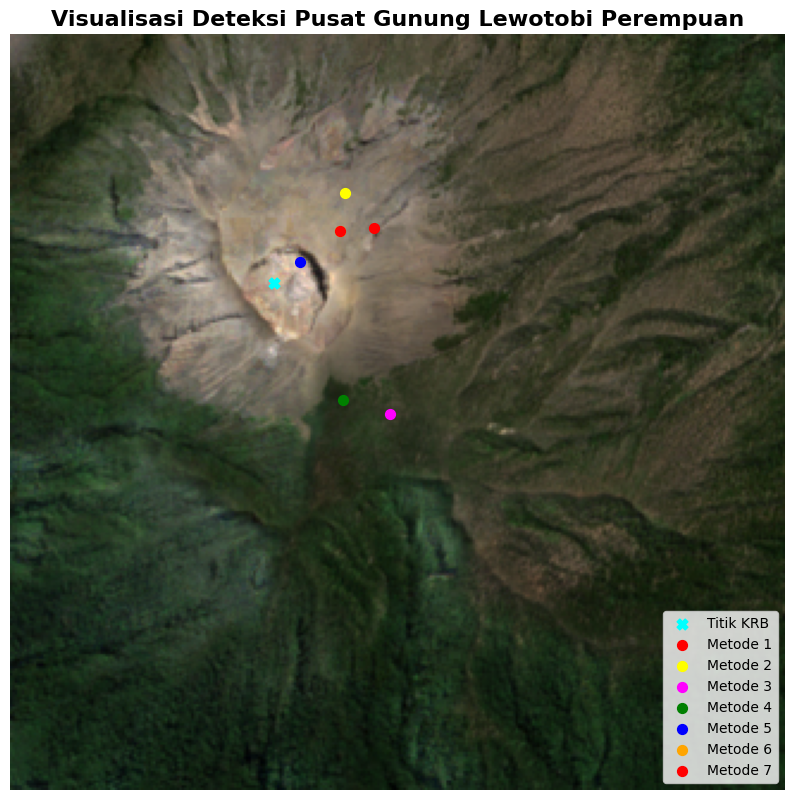 Visualisasi Deteksi Pusat Gunung Lewotobi Perempuan
Titik KRB
Metode 1
Metode 2
Metode 3
Metode 4
Metode 5
Metode 6
Metode 7